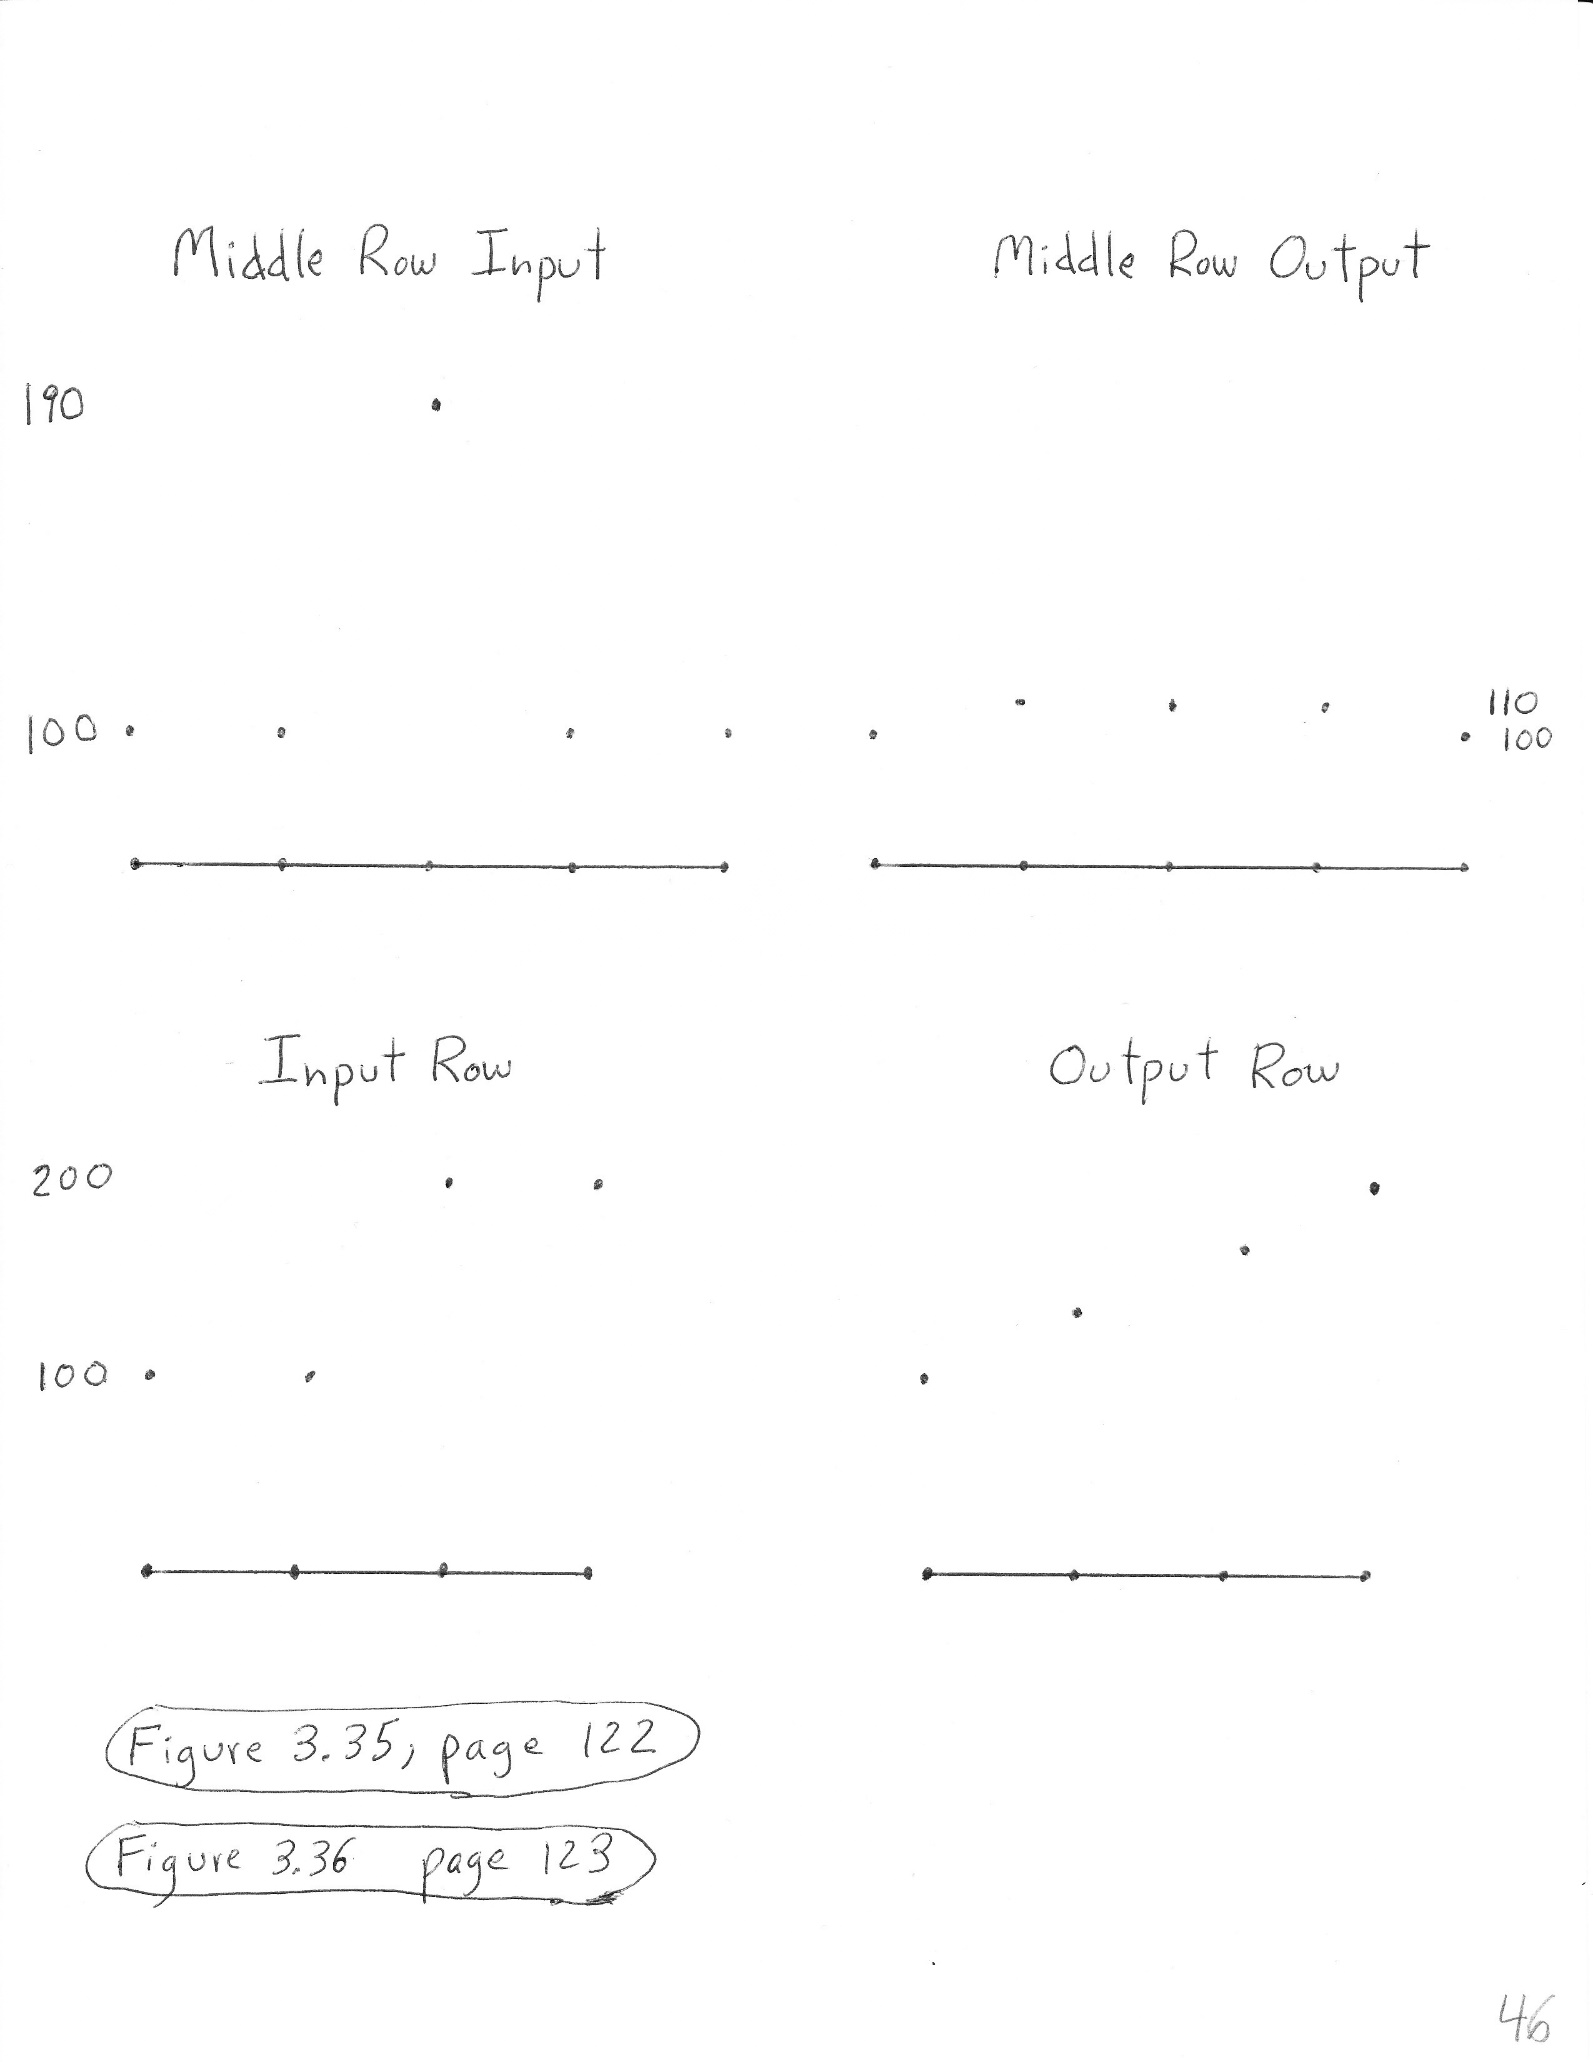 Middle Row Input
Middle Row Output
190
100
110
100
Input Row
Output Row
200
100
Figure 3.35, page 122
Figure 3.36 page 123
46